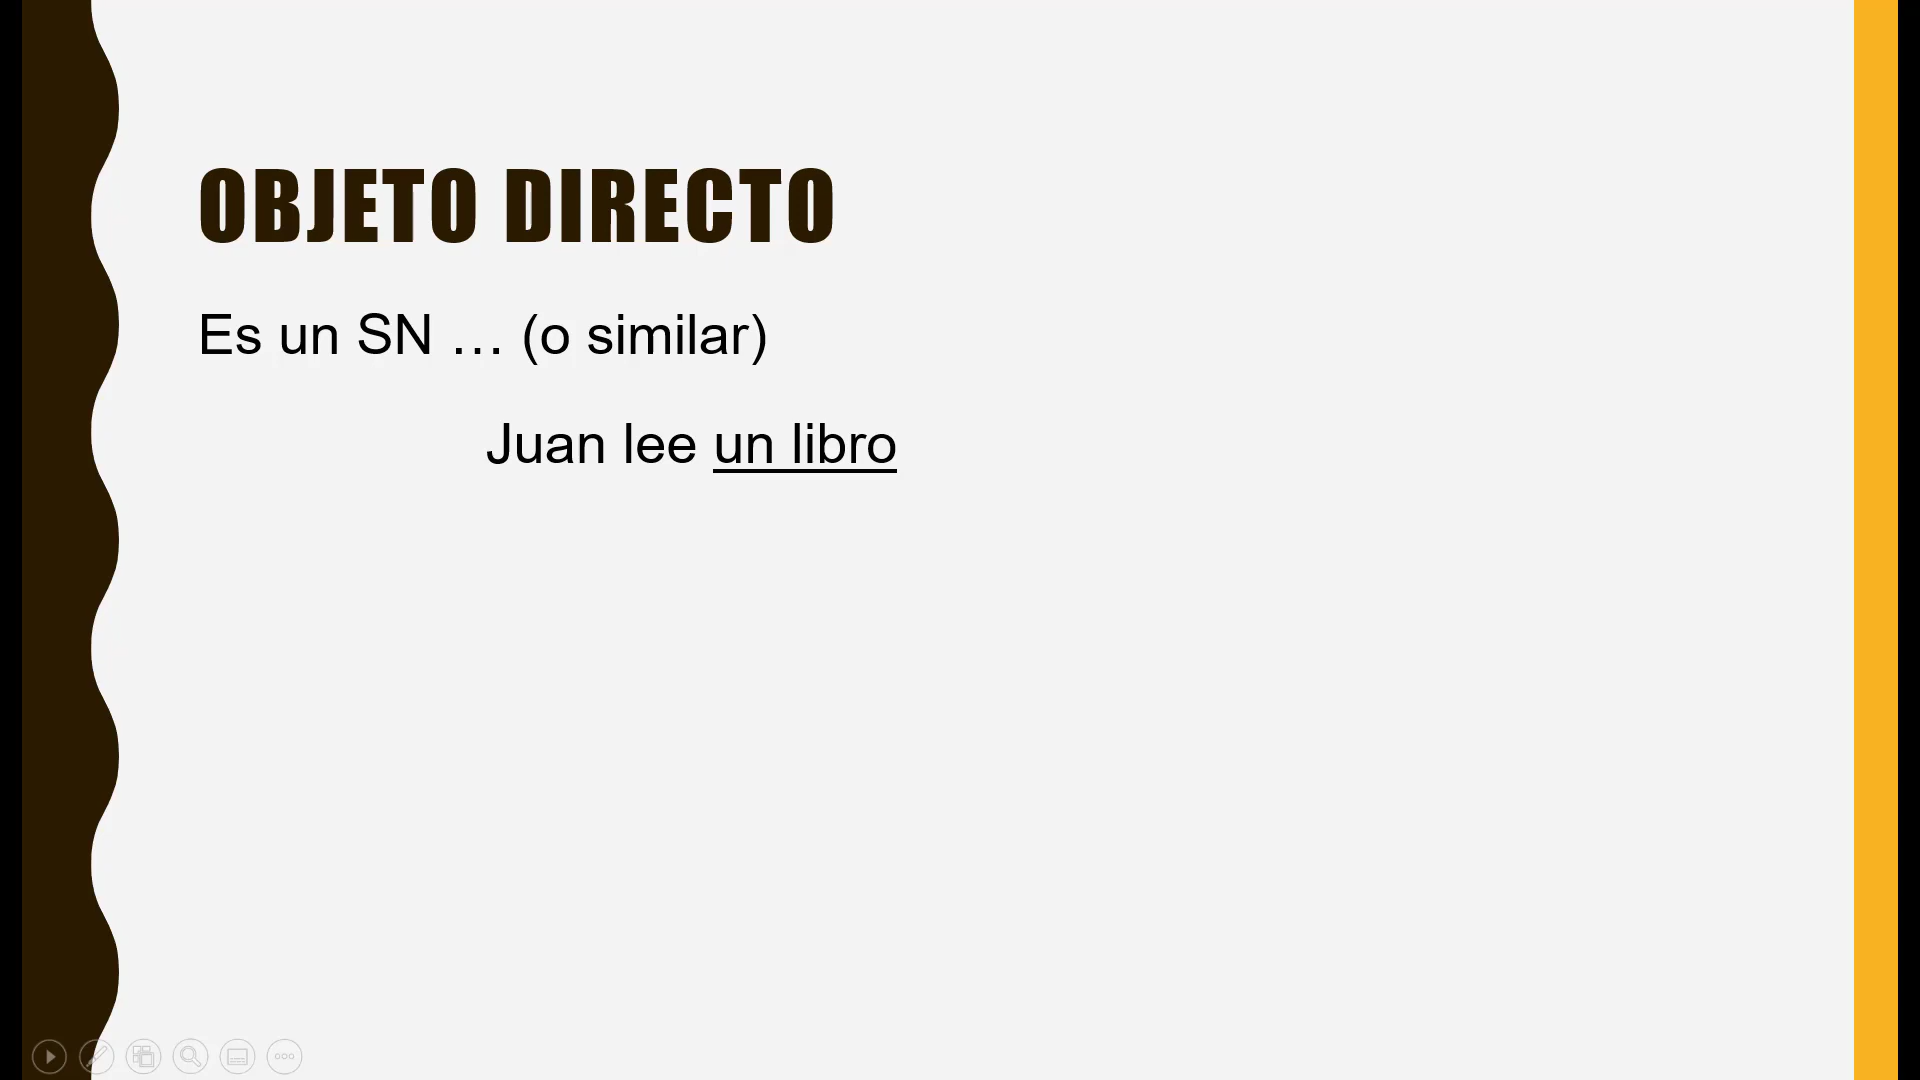 OBJETO DIRECTO
Es un SN … (o similar)
Juan lee un libro